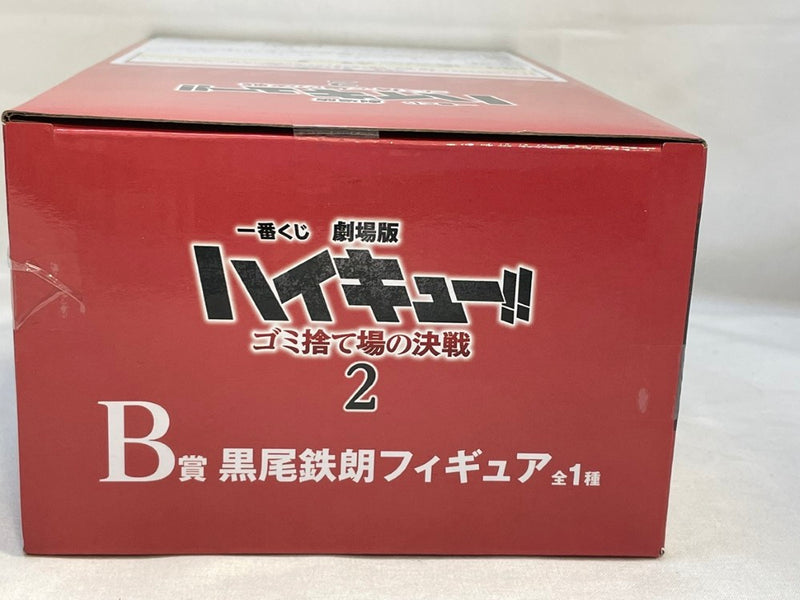 一番くじ 劇場版
ハイキュー!!
ゴミ捨て場の決戦
2
B賞 黒尾鉄朗フィギュア 全1種